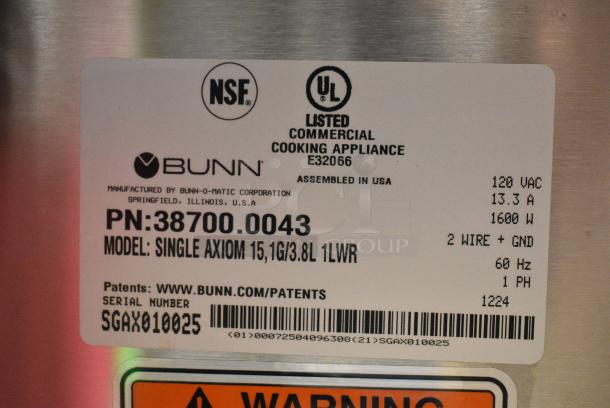 NSF®
UL®
LISTED
COMMERCIAL
COOKING APPLIANCE
E32066
ASSEMBLED IN USA
BUNN®
MANUFACTURED BY BUNN-O-MATIC CORPORATION
SPRINGFIELD, ILLINOIS, U.S.A
PN:38700.0043
MODEL: SINGLE AXIOM 15,1G/3.8L 1LWR
120 VAC
13.3 A
1600 W
2 WIRE + GND
60 Hz
1 PH
1224
Patents: WWW.BUNN.COM/PATENTS
SERIAL NUMBER
SGAX010025
(01)00072504096308(21)SGAX010025
WARNING
GROUP